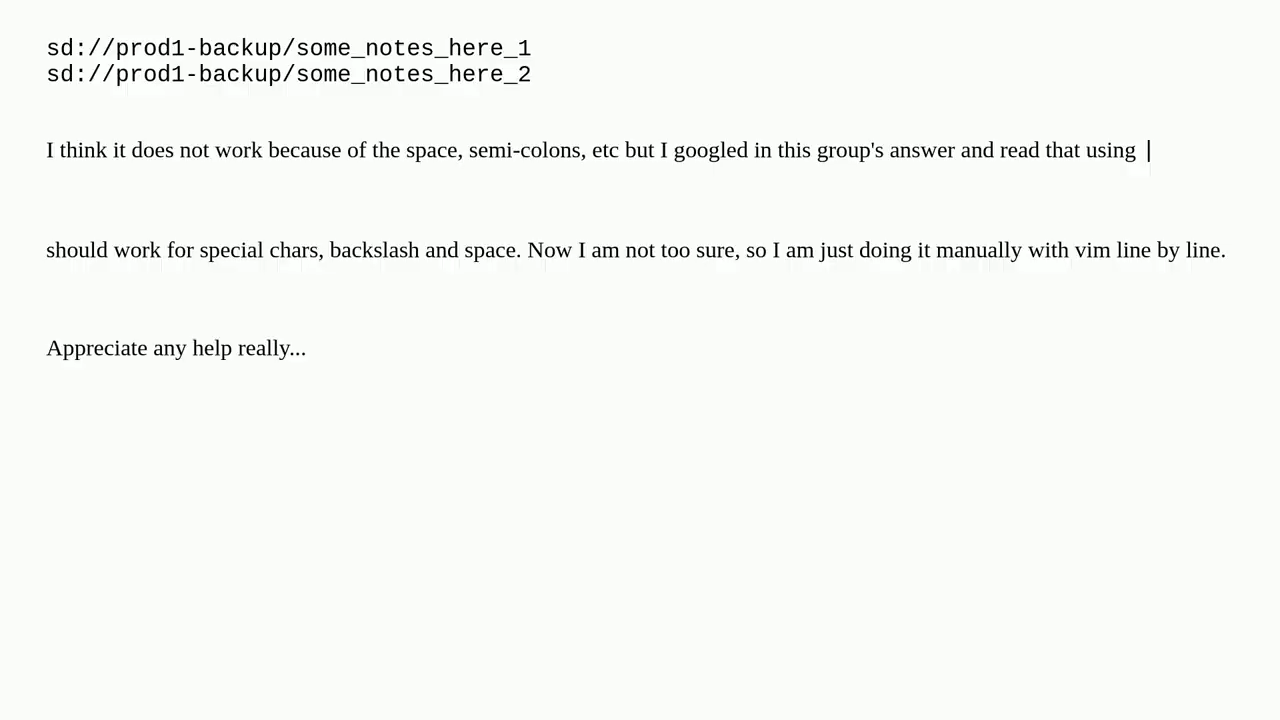 sd://prod1-backup/some_notes_here_1
sd://prod1-backup/some_notes_here_2
I think it does not work because of the space, semi-colons, etc but I googled in this group's answer and read that using |
should work for special chars, backslash and space. Now I am not too sure, so I am just doing it manually with vim line by line.
Appreciate any help really...